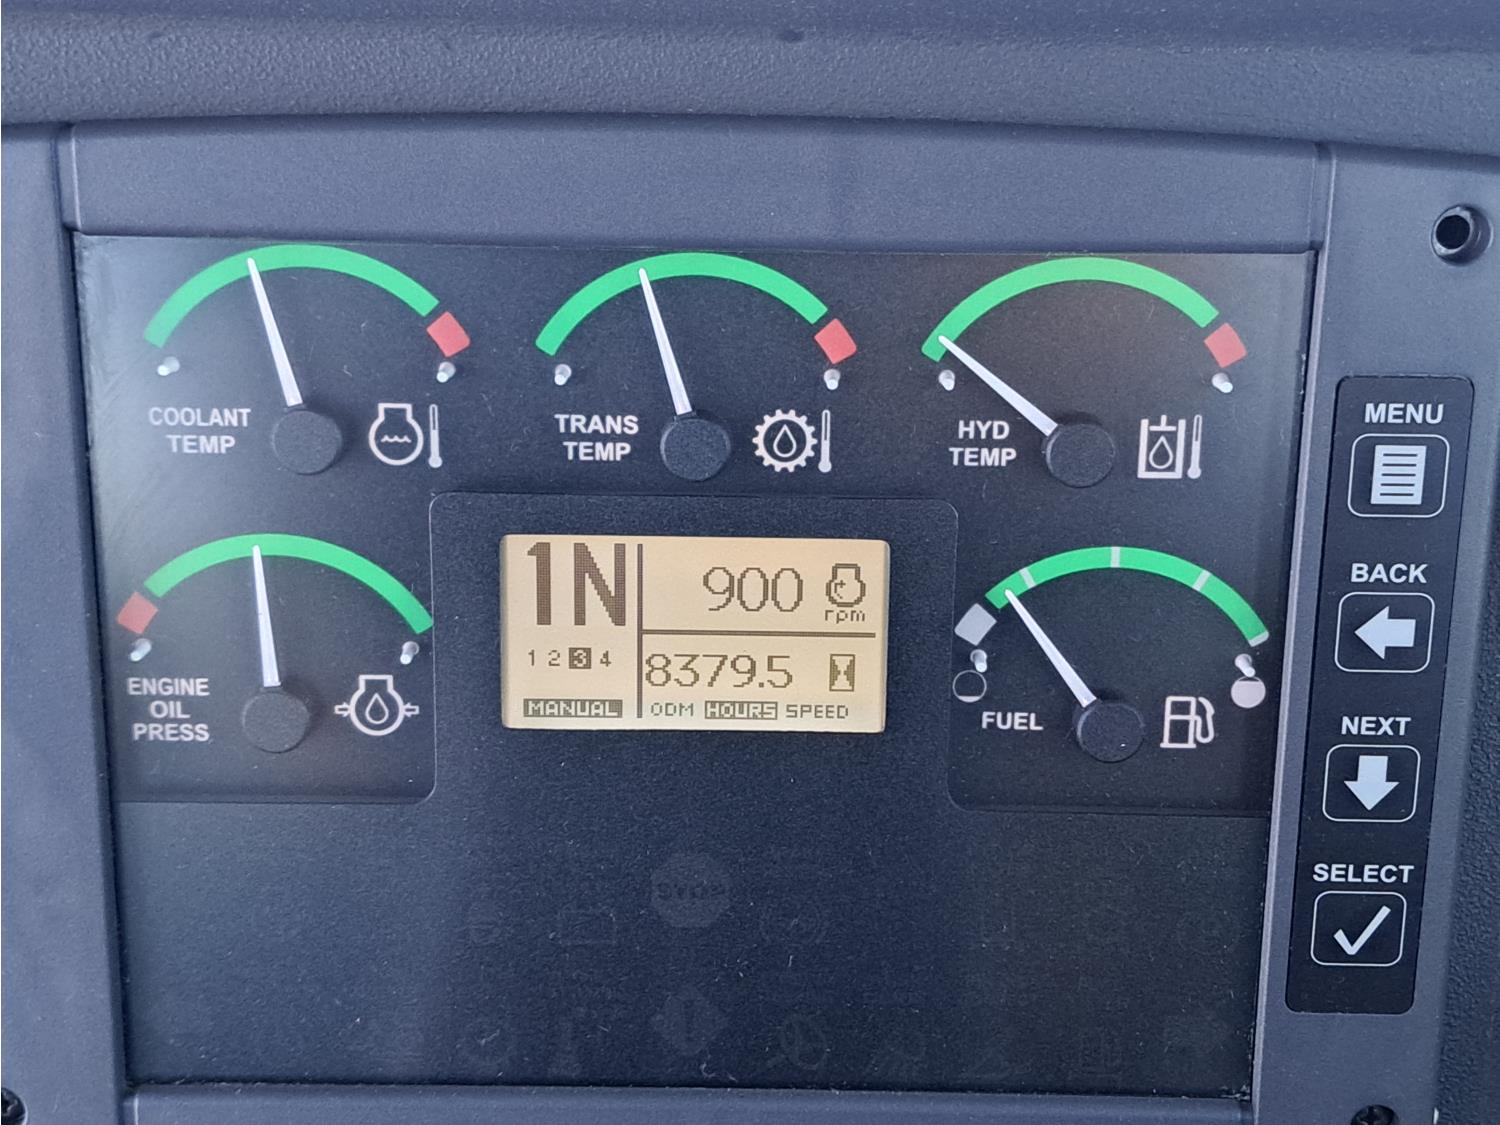 COOLANT
TEMP
TRANS
TEMP
HYD
TEMP
MENU
BACK
1N
900
rpm
1 2 3 4
8379.5
MANUAL
ODM HOURS SPEED
ENGINE
OIL
PRESS
FUEL
NEXT
SELECT
STOP